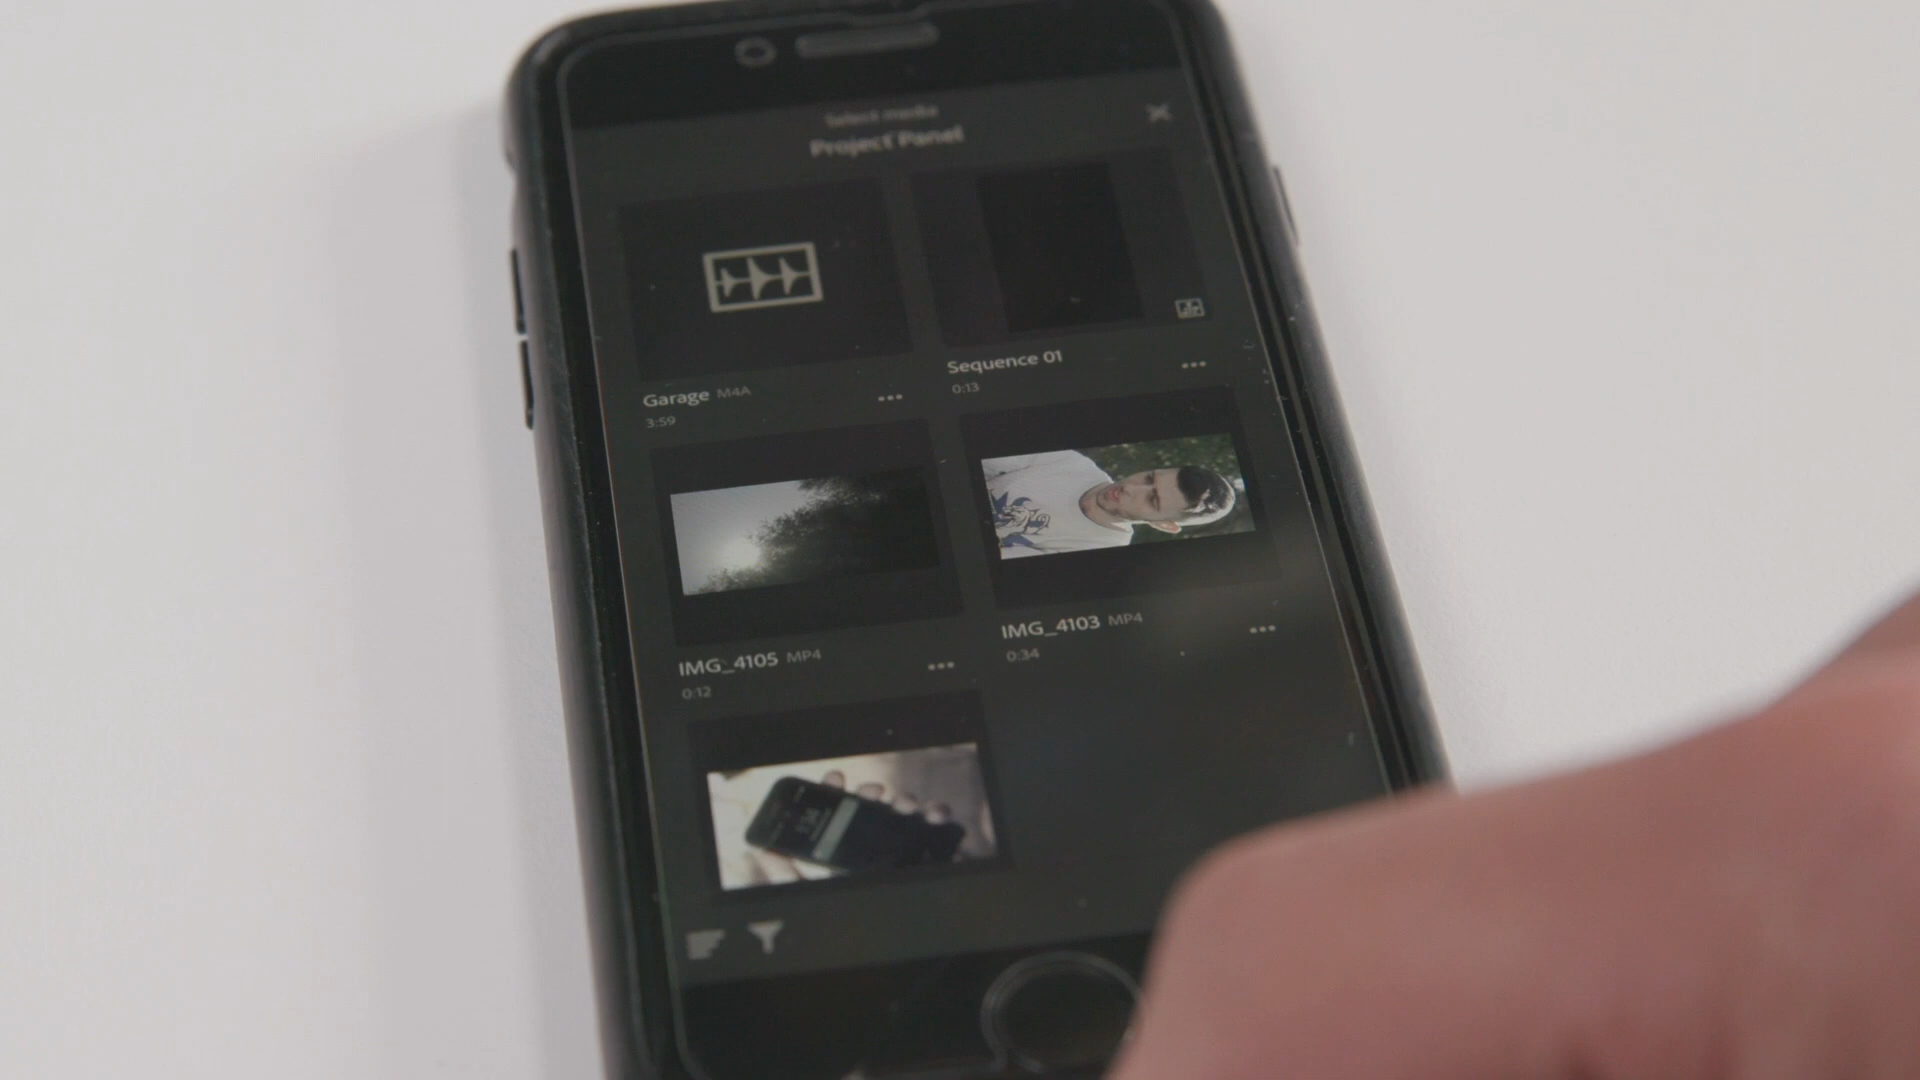 Select media
Project Panel
Garage M4A
3:59
Sequence 01
0:13
IMG_4105 MP4
0:12
IMG_4103 MP4
0:34